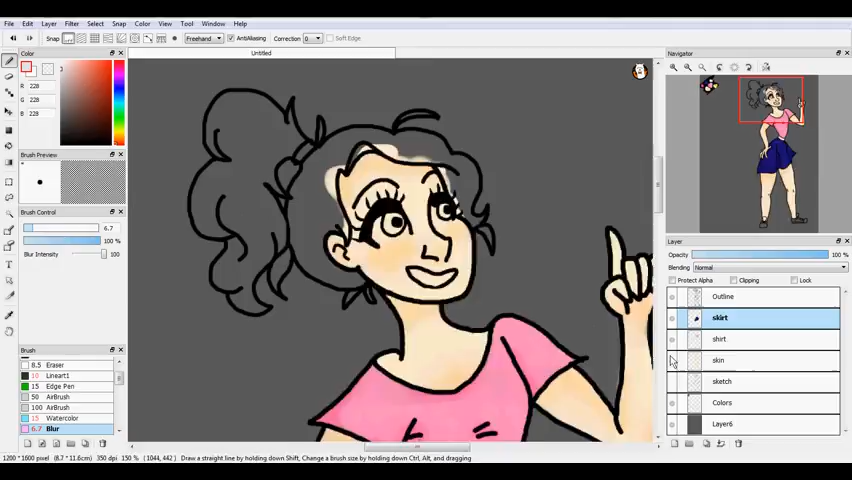 File Layer Filter Select Snap Color View Tool Window Help
Snap Freehand AntiAliasing Correction 0 Soft Edge
Color
Untitled
Navigator
R 228
G 228
B 228
Brush Preview
Brush Control
6.7
100 %
Blur Intensity 100
Layer
Opacity 100 %
Blending Normal
Protect Alpha Clipping Lock
Outline
skirt
shirt
skin
sketch
Colors
Layer6
Brush
8.5 Eraser
10 Lineart1
15 Edge Pen
50 AirBrush
100 AirBrush
15 Watercolor
6.7 Blur
1200 * 1600 pixel (8.7 * 11.6cm) 350 dpi 150 % (1044, 442) Draw a straight line by holding down Shift, Change a brush size by holding down Ctrl, Alt, and dragging